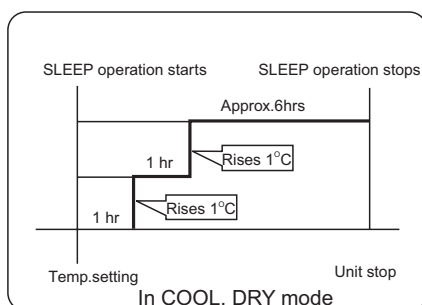 SLEEP operation starts
SLEEP operation stops
Approx.6hrs
1 hr
Rises 1°C
1 hr
Rises 1°C
Temp.setting
Unit stop
In COOL, DRY mode